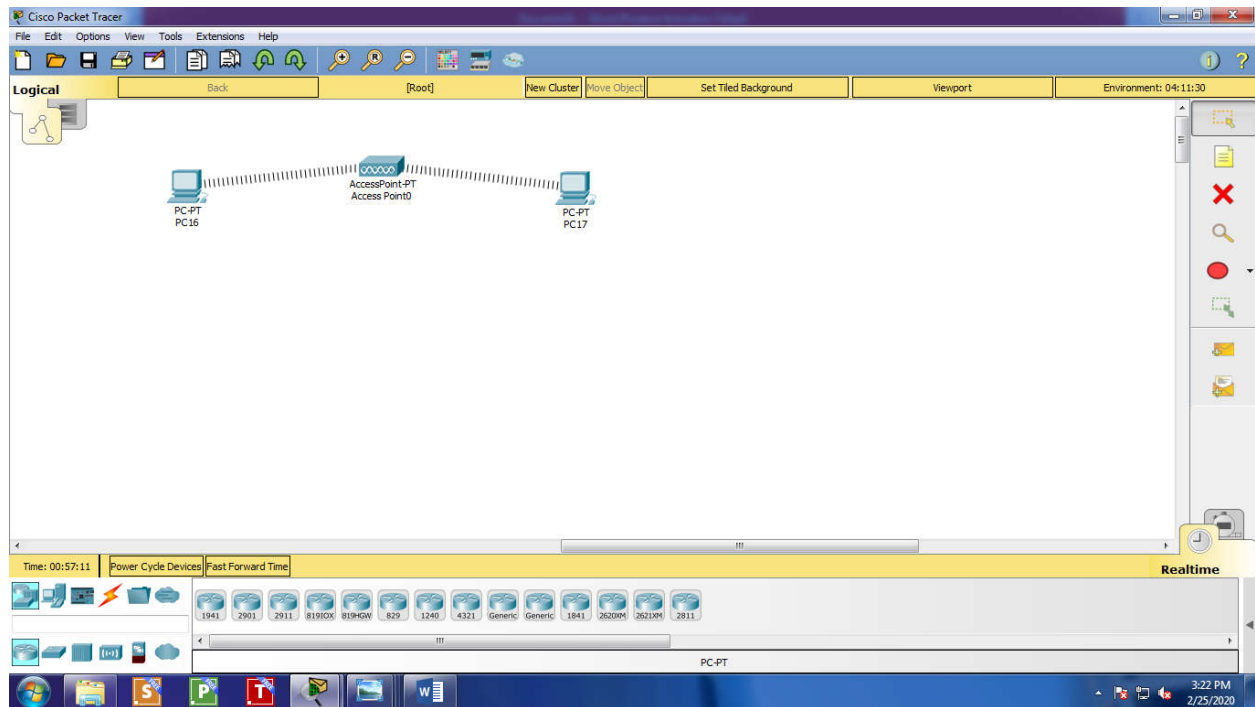 Cisco Packet Tracer
File Edit Options View Tools Extensions Help
Logical Back [Root] New Cluster Move Object Set Tiled Background Viewport Environment: 04:11:30
AccessPoint-PT
Access Point0
PC-PT
PC16
PC-PT
PC17
Time: 00:57:11 Power Cycle Devices Fast Forward Time Realtime
1941 2901 2911 819IOX 819HGW 829 1240 4321 Generic Generic 1841 2620XM 2621XM 2811
PC-PT
S P T W
3:22 PM
2/25/2020